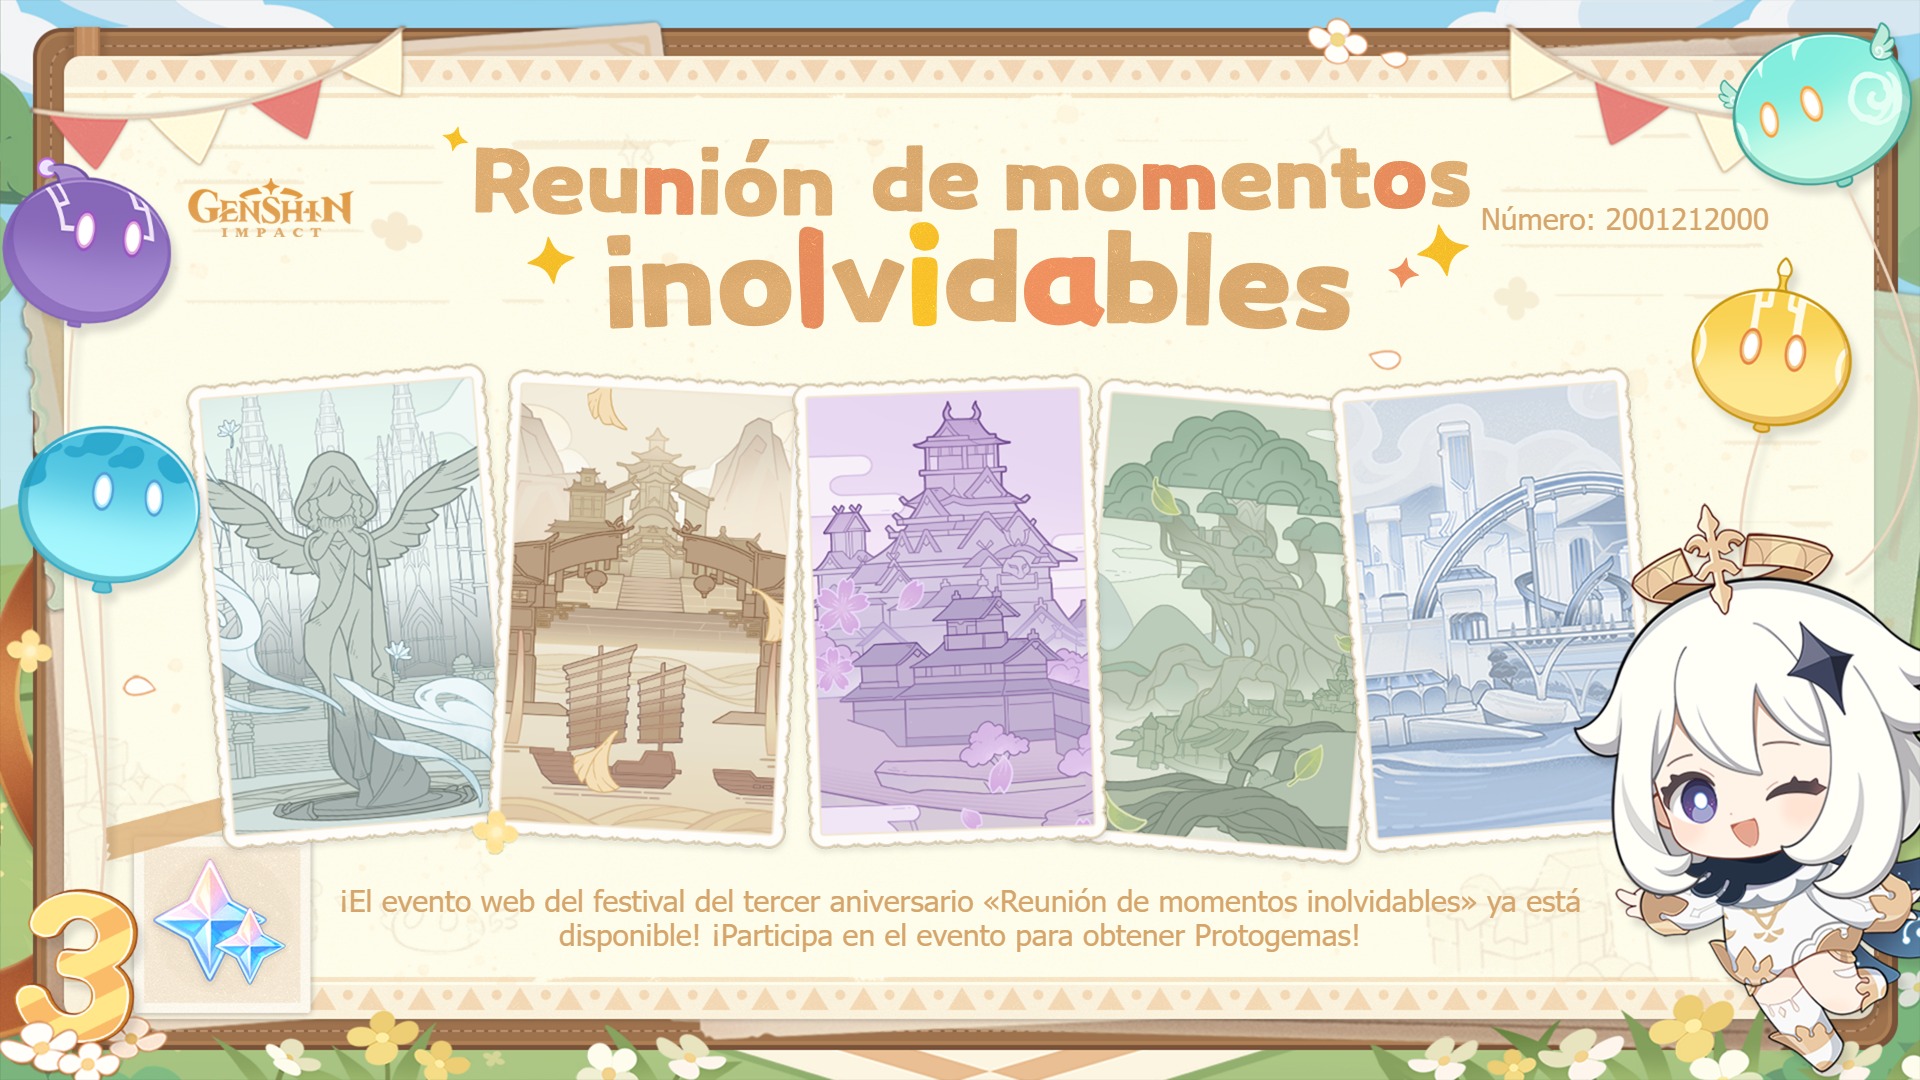 GENSHIN
IMPACT
Reunión de momentos
inolvidables
Número: 2001212000
3
¡El evento web del festival del tercer aniversario «Reunión de momentos inolvidables» ya está
disponible! ¡Participa en el evento para obtener Protogemas!